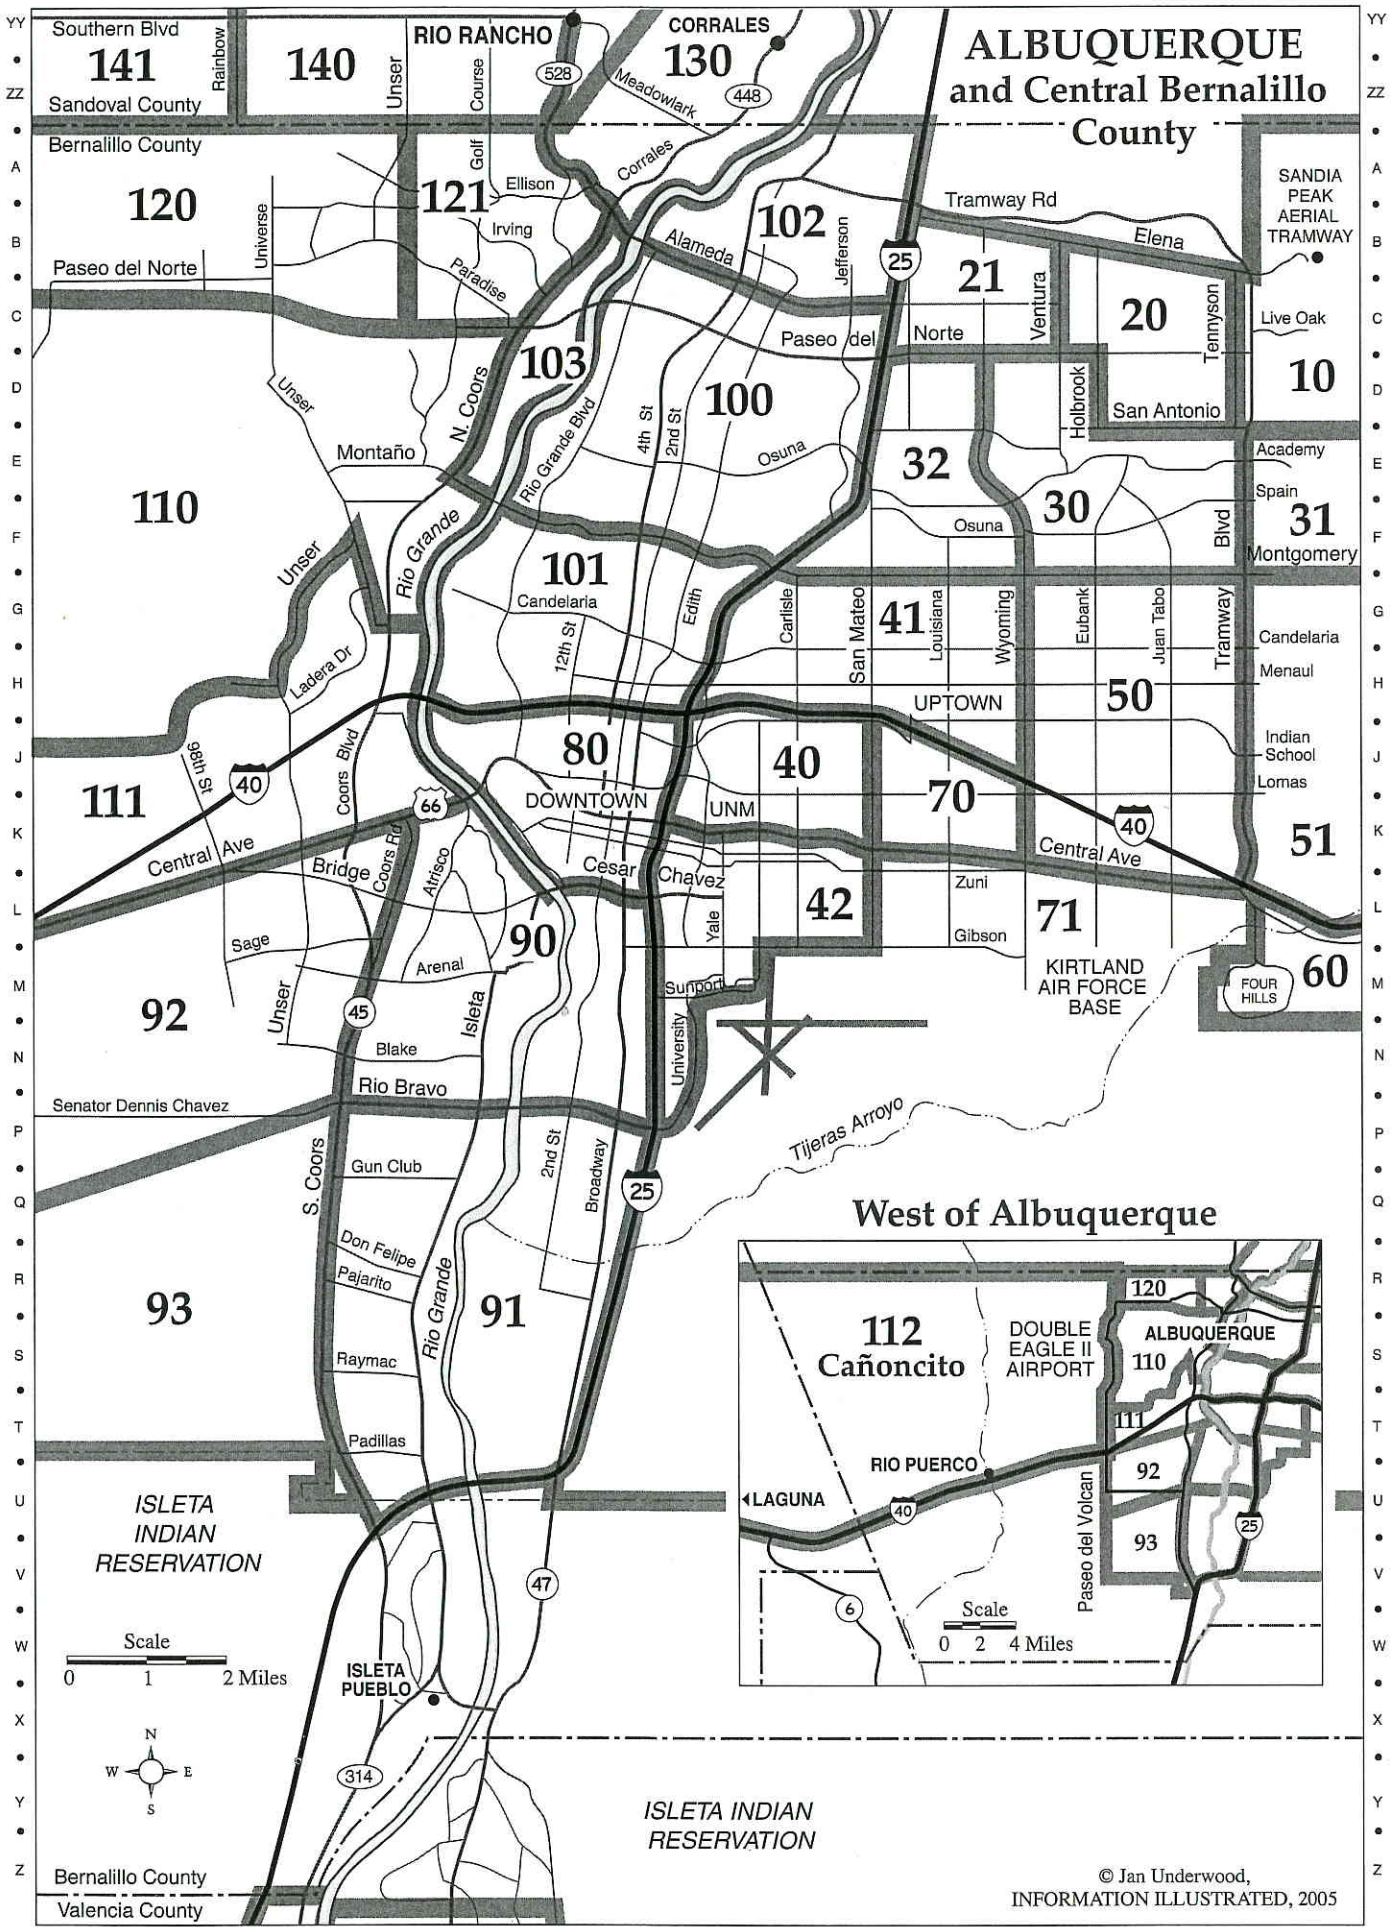 YY
Southern Blvd
141
Rainbow
140
Unser
Golf Course
RIO RANCHO
528
CORRALES
130
Meadowlark
448
ALBUQUERQUE
and Central Bernalillo
County
YY
ZZ
Sandoval County
ZZ
Bernalillo County
A
A
120
121
Ellison
Irving
Corrales
Universe
102
Jefferson
Tramway Rd
Elena
SANDIA
PEAK
AERIAL
TRAMWAY
B
B
Alameda
25
21
Ventura
20
Tennyson
Paseo del Norte
Paradise
C
C
Live Oak
Paseo del Norte
103
10
D
D
Unser
N. Coors
Rio Grande Blvd
4th St
2nd St
100
Holbrook
San Antonio
Montaño
Osuna
32
Academy
E
E
110
Spain
30
31
Osuna
Blvd
F
F
Montgomery
Unser
Rio Grande
101
Candelaria
Edith
Carlisle
San Mateo
41
Louisiana
Wyoming
Eubank
Juan Tabo
Tramway
G
G
Candelaria
12th St
Ladera Dr
Menaul
H
H
50
UPTOWN
98th St
Coors Blvd
80
40
Indian
School
J
J
40
111
66
DOWNTOWN
UNM
70
Lomas
40
K
K
Central Ave
Bridge
Coors Rd
Atrisco
Cesar Chavez
Central Ave
51
Zuni
L
L
90
Yale
42
71
Sage
Gibson
Arenal
KIRTLAND
AIR FORCE
BASE
FOUR
HILLS
60
M
M
Sunport
92
Unser
45
Isleta
University
N
N
Blake
Rio Bravo
Senator Dennis Chavez
P
P
2nd St
Broadway
Tijeras Arroyo
S. Coors
Gun Club
25
Q
Q
West of Albuquerque
Don Felipe
Pajarito
R
R
93
Rio Grande
91
120
112
Cañoncito
DOUBLE
EAGLE II
AIRPORT
ALBUQUERQUE
110
S
S
Raymac
111
T
T
Padillas
RIO PUERCO
92
U
U
LAGUNA
40
25
Paseo del Volcan
93
ISLETA
INDIAN
RESERVATION
V
V
47
6
Scale
0 2 4 Miles
W
W
Scale
0 1 2 Miles
ISLETA
PUEBLO
X
X
N
W E
S
314
Y
Y
ISLETA INDIAN
RESERVATION
Z
Z
Bernalillo County
Valencia County
© Jan Underwood,
INFORMATION ILLUSTRATED, 2005